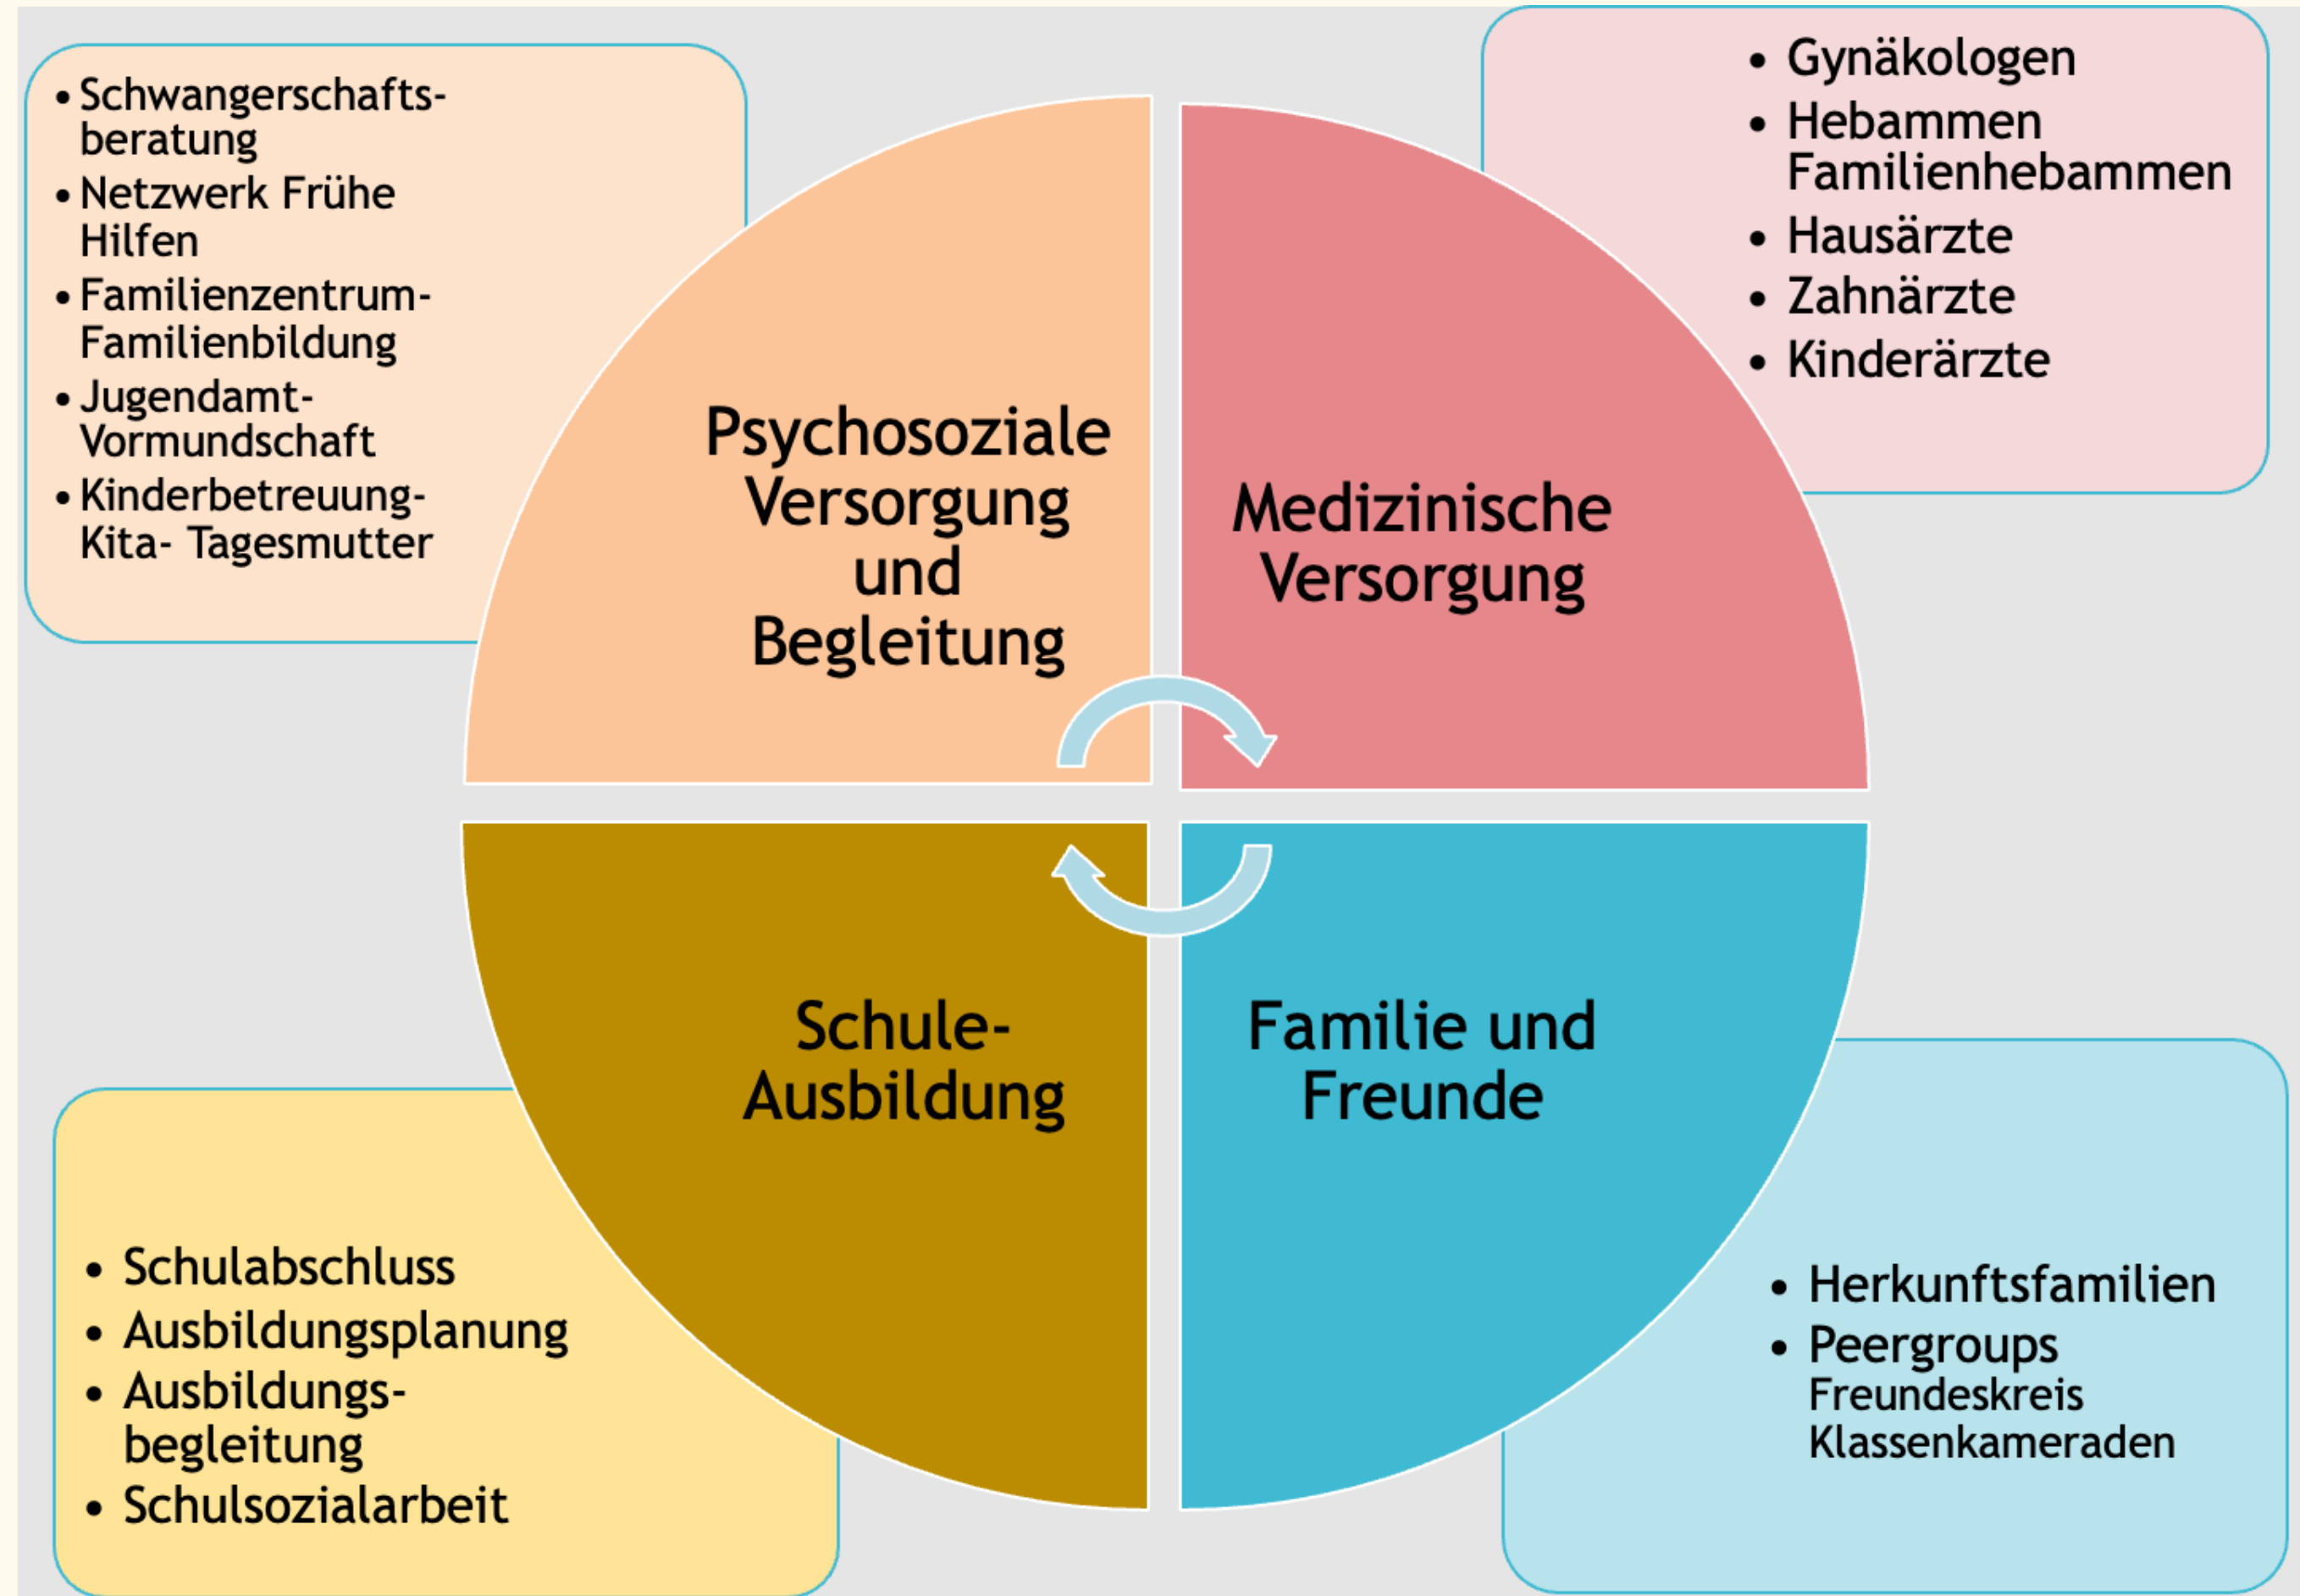 • Schwangerschafts-
beratung
• Netzwerk Frühe
Hilfen
• Familienzentrum-
Familienbildung
• Jugendamt-
Vormundschaft
• Kinderbetreuung-
Kita- Tagesmutter
Psychosoziale
Versorgung
und
Begleitung
• Gynäkologen
• Hebammen
Familienhebammen
• Hausärzte
• Zahnärzte
• Kinderärzte
Medizinische
Versorgung
Schule-
Ausbildung
• Schulabschluss
• Ausbildungsplanung
• Ausbildungs-
begleitung
• Schulsozialarbeit
Familie und
Freunde
• Herkunftsfamilien
• Peergroups
Freundeskreis
Klassenkameraden